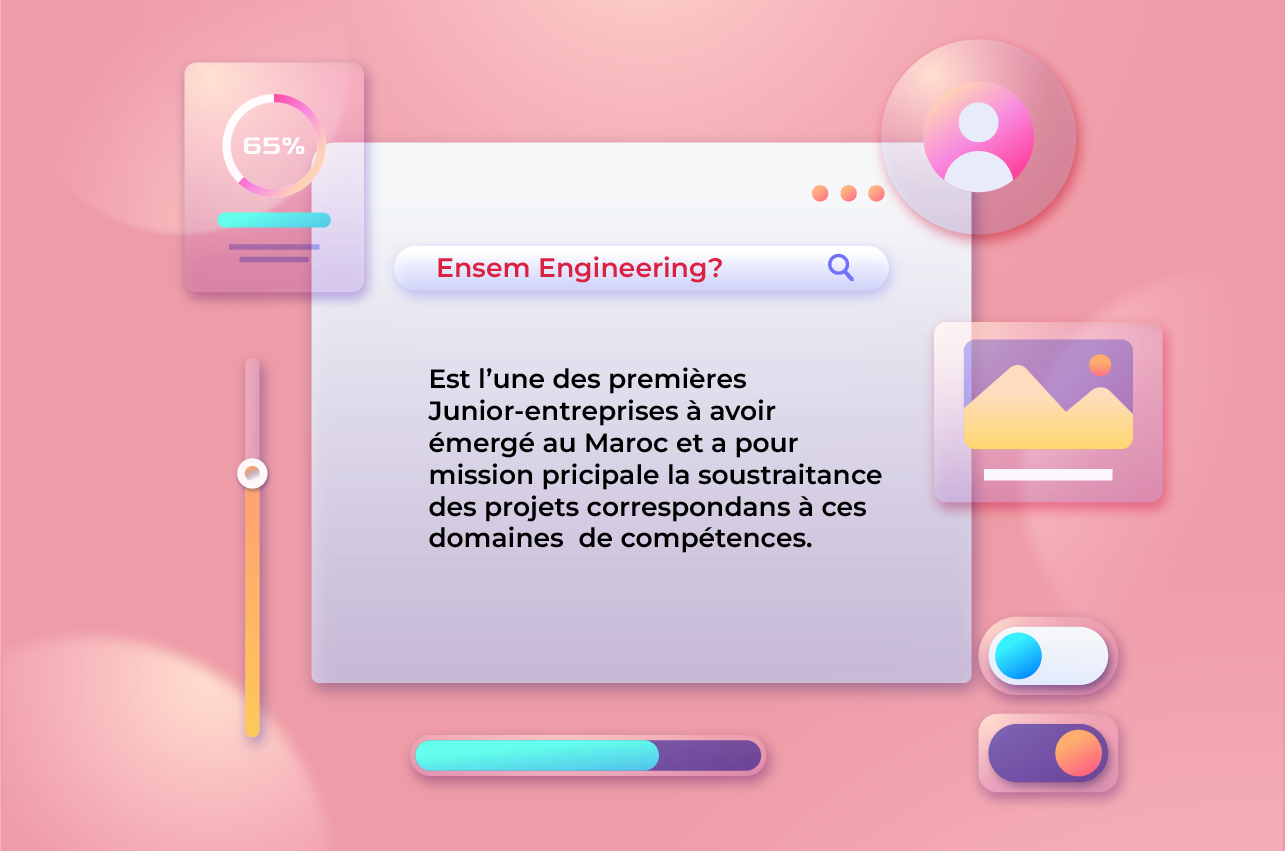 65%
Ensem Engineering?
Est l’une des premières
Junior-entreprises à avoir
émergé au Maroc et a pour
mission pricipale la soustraitance
des projets correspondans à ces
domaines  de compétences.